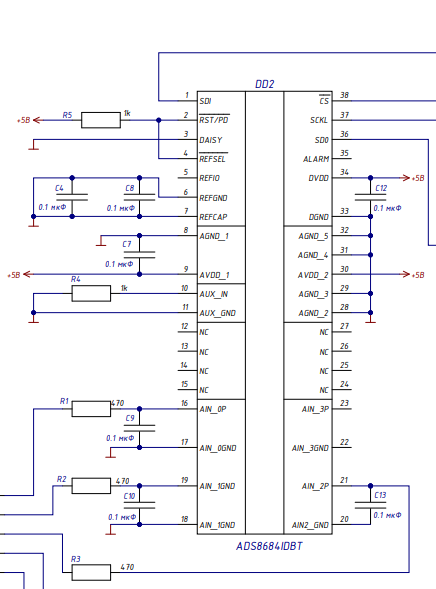 DD2
1 SDI
CS 38
SCKL 37
+5В R5 1k 2 RST/PD
3 DAISY
SDO 36
4 REFSEL
ALARM 35
5 REFIO
DVDD 34 +5В
C4 C8 6 REFGND
C12
0.1 мкФ 0.1 мкФ 7 REFCAP
DGND 33 0.1 мкФ
8 AGND_1
AGND_5 32
C7
AGND_4 31
0.1 мкФ
+5В 9 AVDD_1
AVDD_2 30 +5В
R4 1k 10 AUX_IN
AGND_3 29
11 AUX_GND
AGND_2 28
12 NC
NC 27
13 NC
NC 26
14 NC
NC 25
15 NC
NC 24
R1 470 16 AIN_0P
AIN_3P 23
C9
0.1 мкФ 17 AIN_0GND
AIN_3GND 22
R2 470 19 AIN_1GND
AIN_2P 21
C10
C13
0.1 мкФ 18 AIN_1GND
AIN2_GND 20 0.1 мкФ
ADS8684IDBT
R3 470